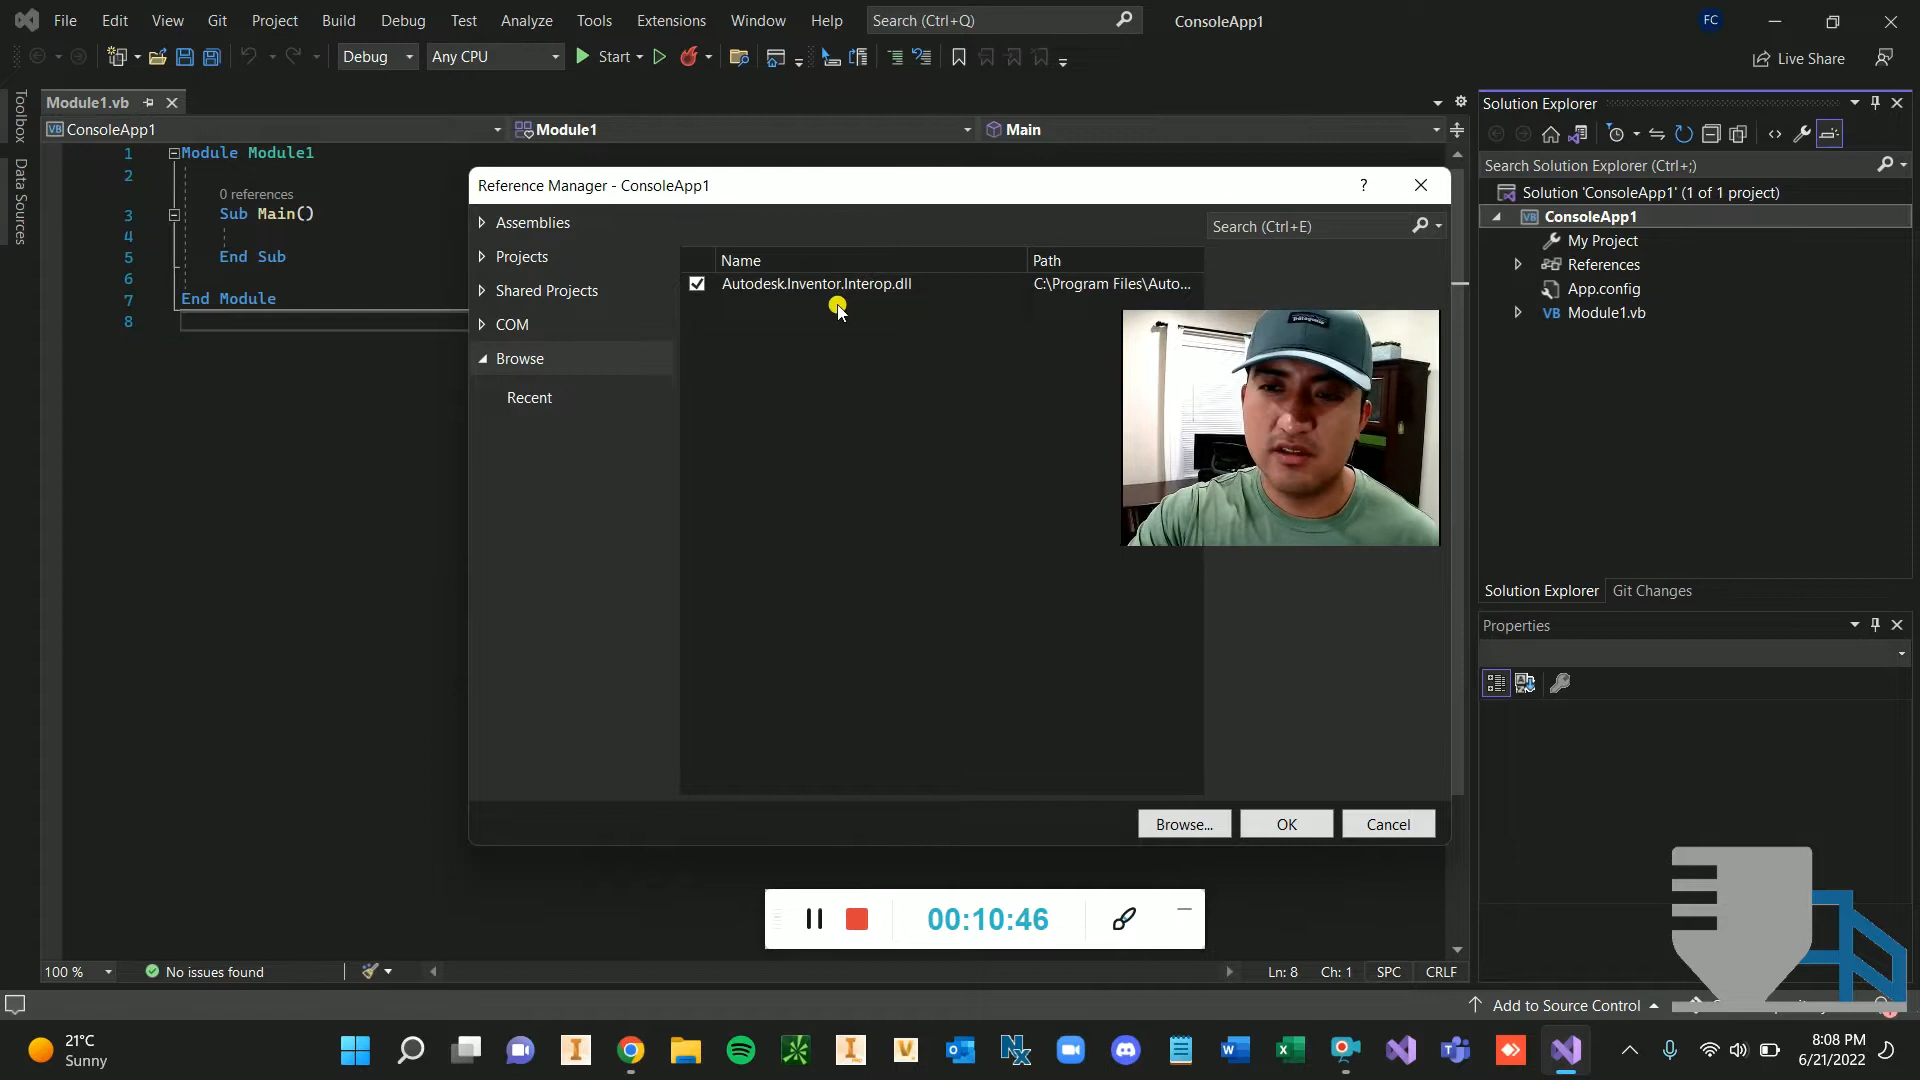 File Edit View Git Project Build Debug Test Analyze Tools Extensions Window Help Search (Ctrl+Q) ConsoleApp1 FC
Debug Any CPU Start Live Share
Toolbox
Data Sources
Module1.vb
VB ConsoleApp1 Module1 Main
1 Module Module1
2
0 references
3 Sub Main()
4
5 End Sub
6
7 End Module
8
Reference Manager - ConsoleApp1 ?
Assemblies
Projects
Shared Projects
COM
Browse
Recent
Search (Ctrl+E)
Name Path
Autodesk.Inventor.Interop.dll C:\Program Files\Auto...
Browse... OK Cancel
Solution Explorer
Search Solution Explorer (Ctrl+;)
Solution 'ConsoleApp1' (1 of 1 project)
VB ConsoleApp1
My Project
References
App.config
VB Module1.vb
Solution Explorer Git Changes
Properties
00:10:46
100 % No issues found Ln: 8 Ch: 1 SPC CRLF
Add to Source Control
21°C
Sunny
8:08 PM
6/21/2022